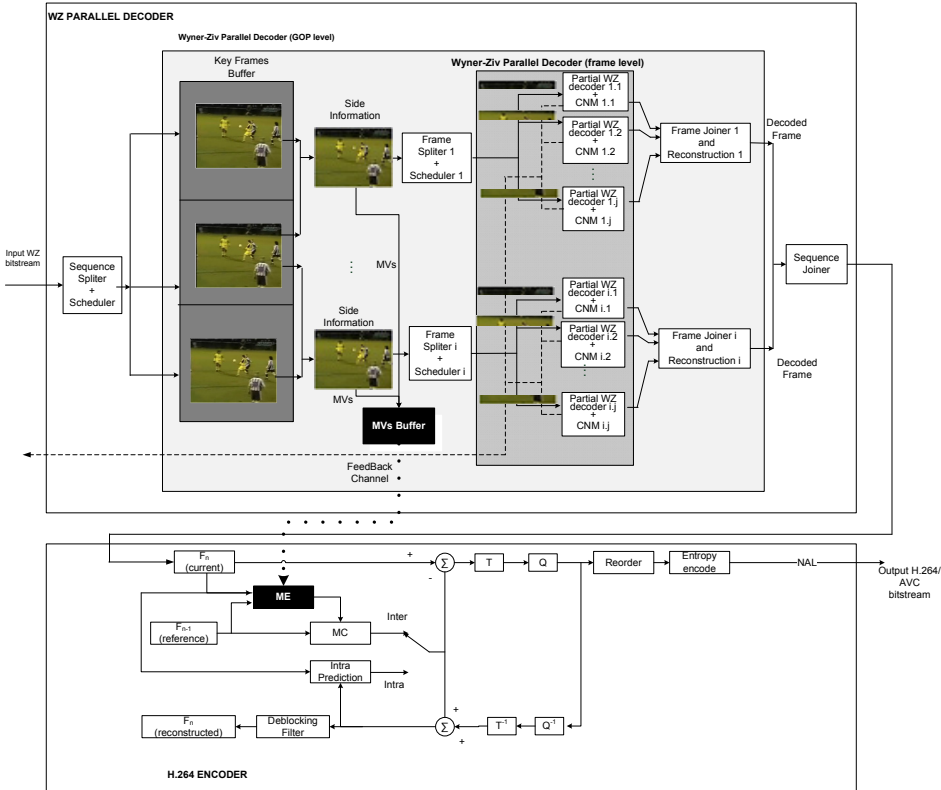 WZ PARALLEL DECODER
Wyner-Ziv Parallel Decoder (GOP level)
Key Frames
Buffer
Wyner-Ziv Parallel Decoder (frame level)
Side
Information
Partial WZ
decoder 1.1
+
CNM 1.1
Partial WZ
decoder 1.2
+
CNM 1.2
⋮
Partial WZ
decoder 1.j
+
CNM 1.j
Frame
Spliter 1
+
Scheduler 1
Frame Joiner 1
and
Reconstruction 1
Decoded
Frame
Input WZ
bitstream
Sequence
Spliter
+
Scheduler
⋮
MVs
Sequence
Joiner
Side
Information
Frame
Spliter i
+
Scheduler i
Partial WZ
decoder i.1
+
CNM i.1
Partial WZ
decoder i.2
+
CNM i.2
⋮
Partial WZ
decoder i.j
+
CNM i.j
Frame Joiner i
and
Reconstruction i
Decoded
Frame
MVs
MVs Buffer
FeedBack
Channel
Fn
(current)
+
-
Σ
T
Q
Reorder
Entropy
encode
NAL
Output H.264/
AVC
bitstream
ME
Fn-1
(reference)
MC
Inter
Intra
Prediction
Intra
Fn
(reconstructed)
Deblocking
Filter
+
Σ
+
T-1
Q-1
H.264 ENCODER